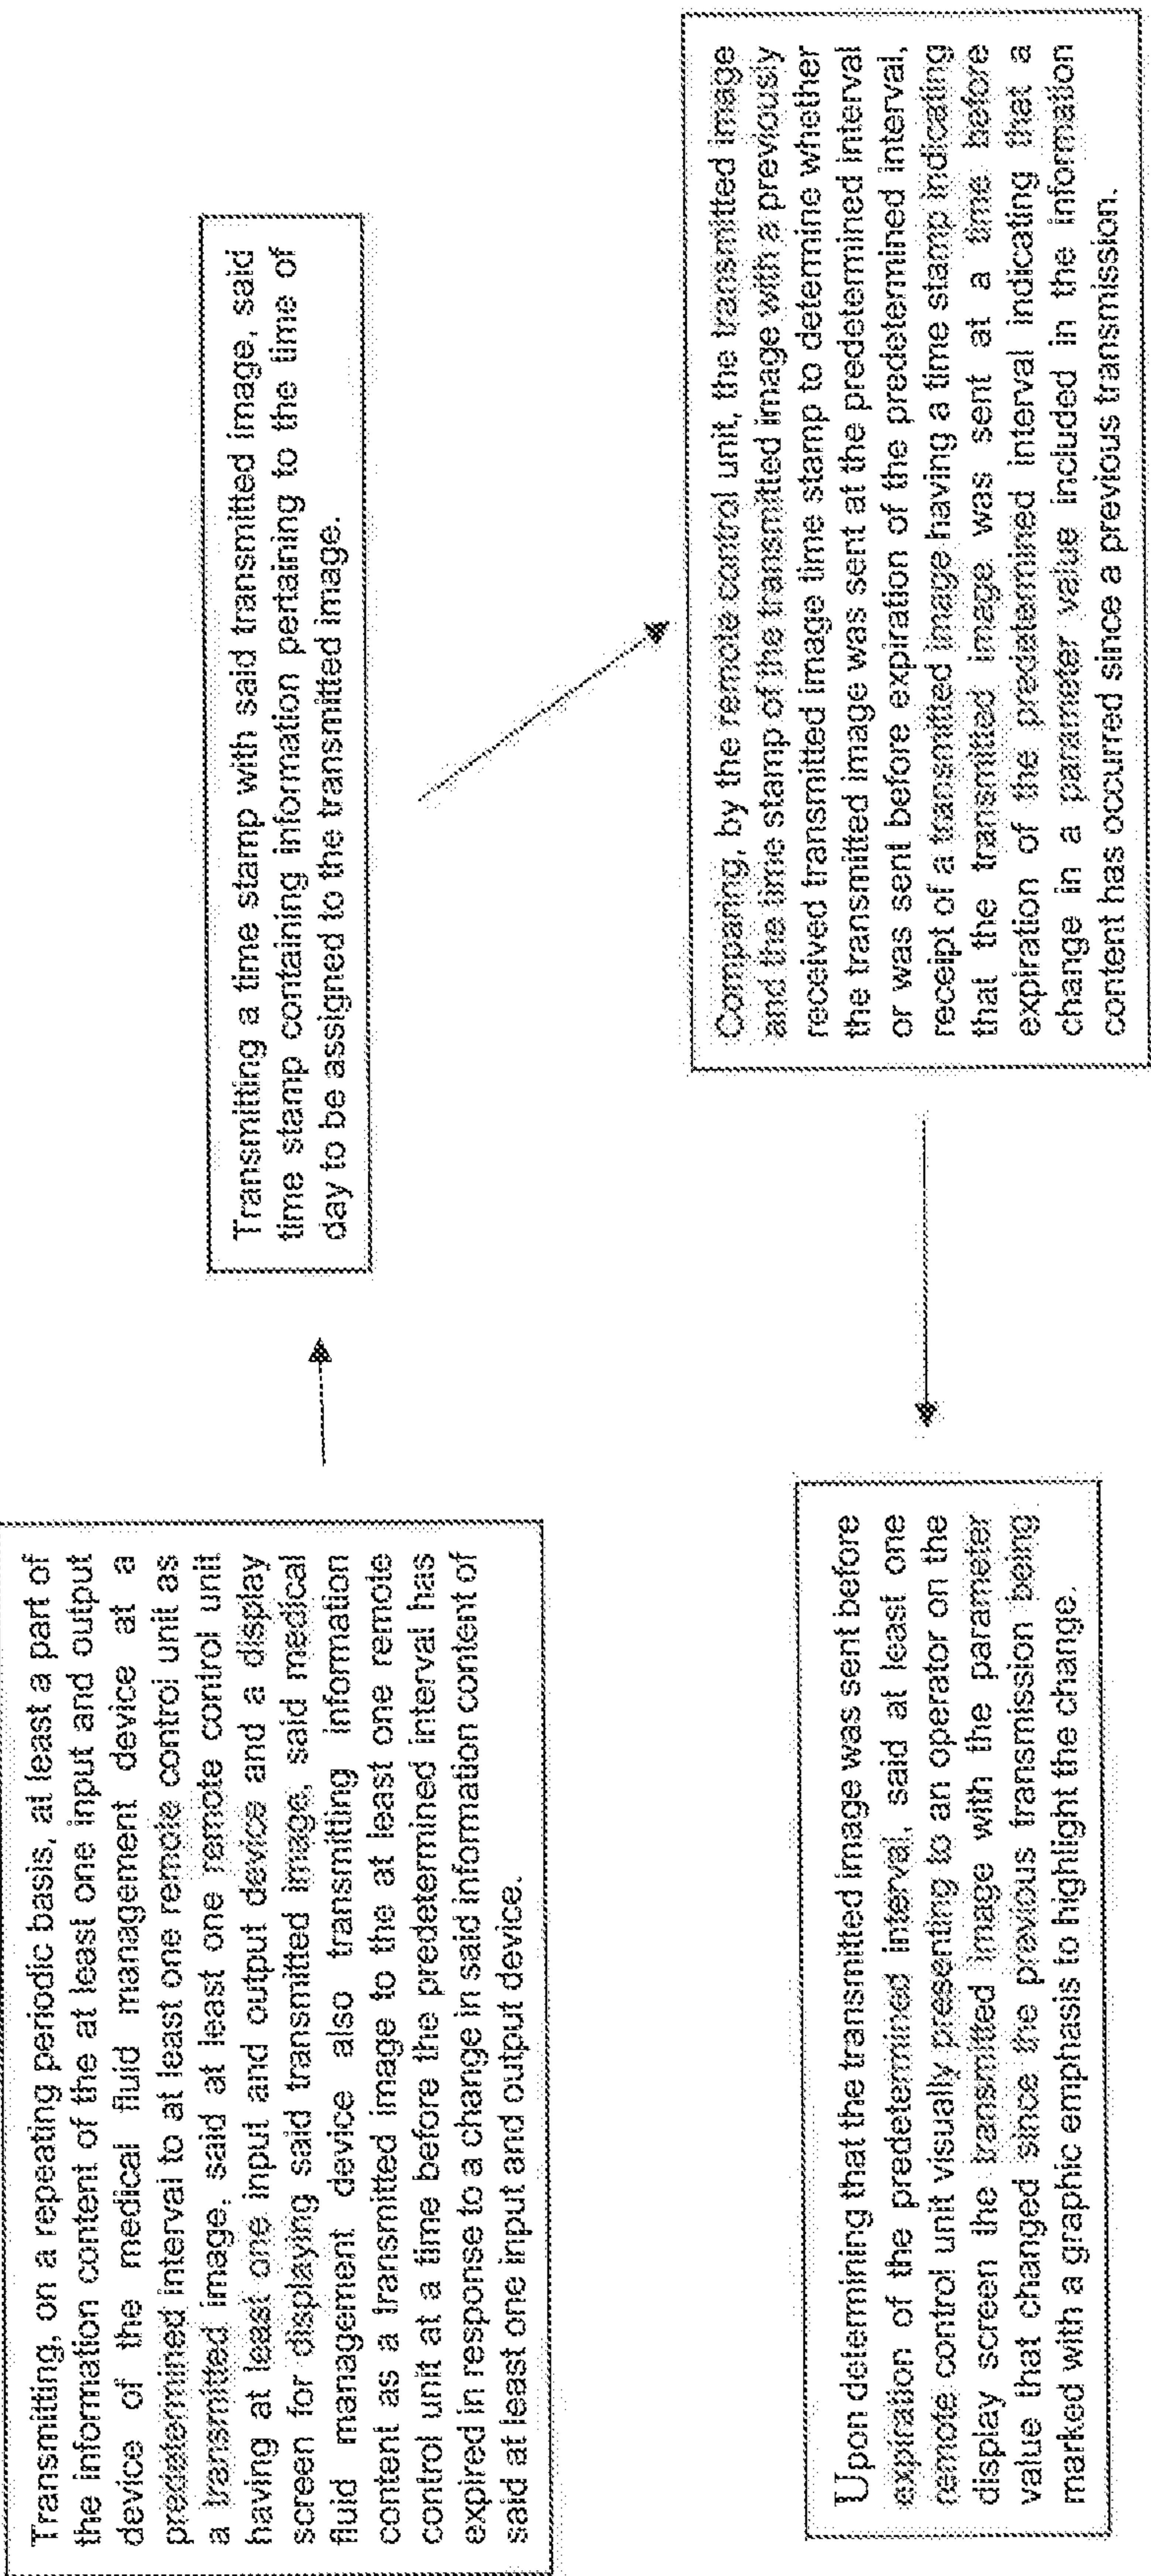 Transmitting, on a repeating periodic basis, at least a part of
the information content of the at least one input and output
device of the medical fluid management device at a
predetermined interval to at least one remote control unit as
a transmitted image, said at least one remote control unit
having at least one input and output device and a display
screen for displaying said transmitted image, said medical
fluid management device also transmitting information
content as a transmitted image to the at least one remote
control unit at a time before the predetermined interval has
expired in response to a change in said information content of
said at least one input and output device.
Transmitting a time stamp with said transmitted image, said
time stamp containing information pertaining to the time of
day to be assigned to the transmitted image.
Comparing, by the remote control unit, the transmitted image
and the time stamp of the transmitted image with a previously
received transmitted image time stamp to determine whether
the transmitted image was sent at the predetermined interval
or was sent before expiration of the predetermined interval,
receipt of a transmitted image having a time stamp indicating
that the transmitted image was sent at a time before
expiration of the predetermined interval indicating that a
change in a parameter value included in the information
content has occurred since a previous transmission.
Upon determining that the transmitted image was sent before
expiration of the predetermined interval, said at least one
remote control unit visually presenting to an operator on the
display screen the transmitted image with the parameter
value that changed since the previous transmission being
marked with a graphic emphasis to highlight the change.